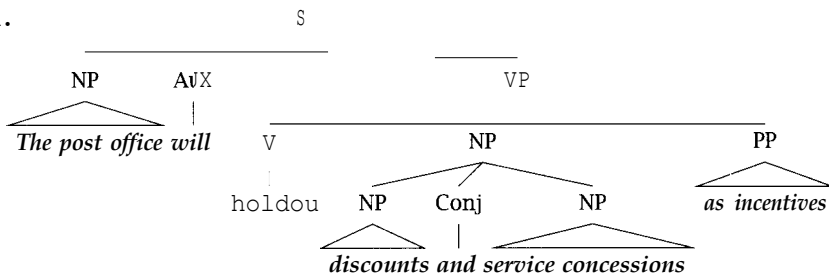 . S
NP AUX VP
The post office will V NP PP
holdou NP Conj NP as incentives
discounts and service concessions